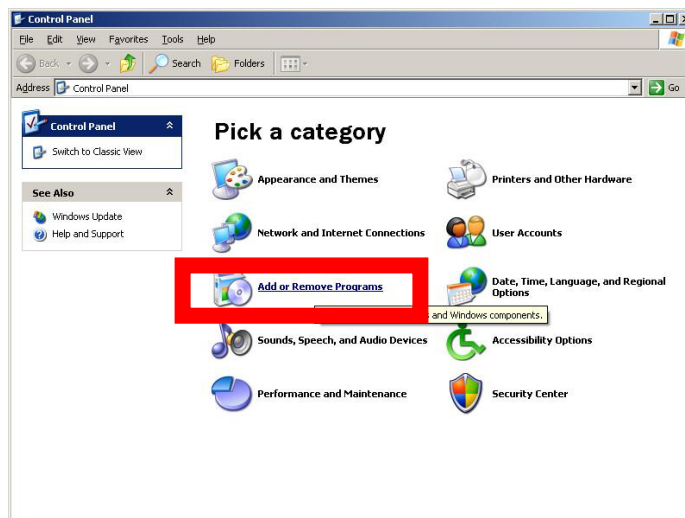 Control Panel
File Edit View Favorites Tools Help
Back Search Folders
Address Control Panel Go
Control Panel
Switch to Classic View
See Also
Windows Update
Help and Support
Pick a category
Appearance and Themes
Printers and Other Hardware
Network and Internet Connections
User Accounts
Add or Remove Programs
Date, Time, Language, and Regional
Options
and Windows components.
Sounds, Speech, and Audio Devices
Accessibility Options
Performance and Maintenance
Security Center